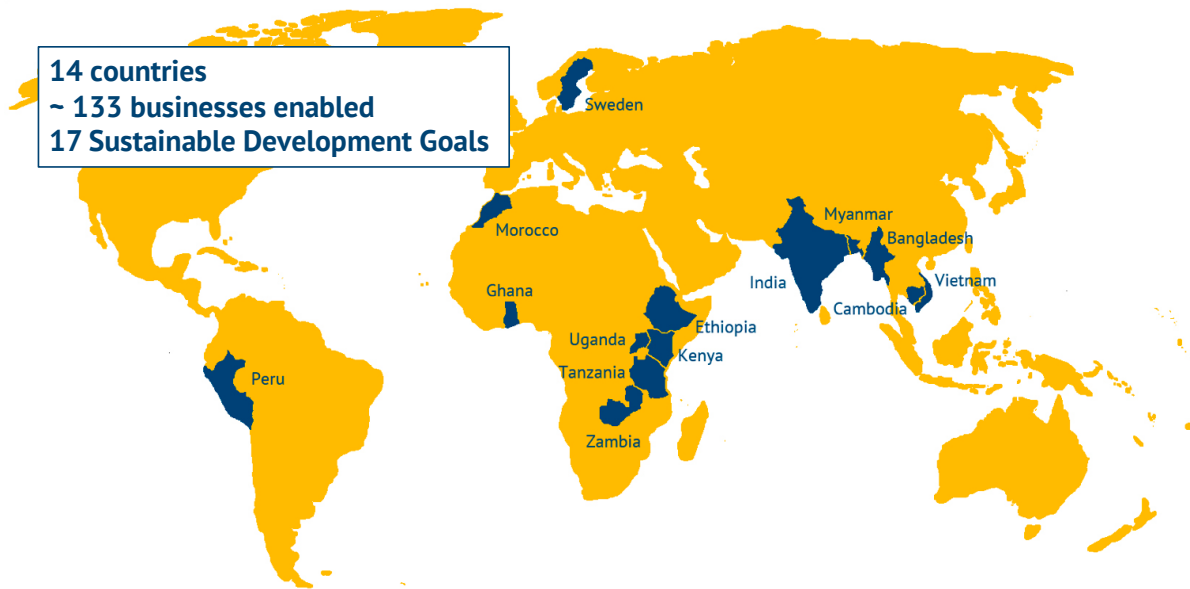 14 countries
~ 133 businesses enabled
17 Sustainable Development Goals
Sweden
Morocco
Myanmar
Bangladesh
India
Vietnam
Cambodia
Ghana
Ethiopia
Uganda
Kenya
Tanzania
Peru
Zambia